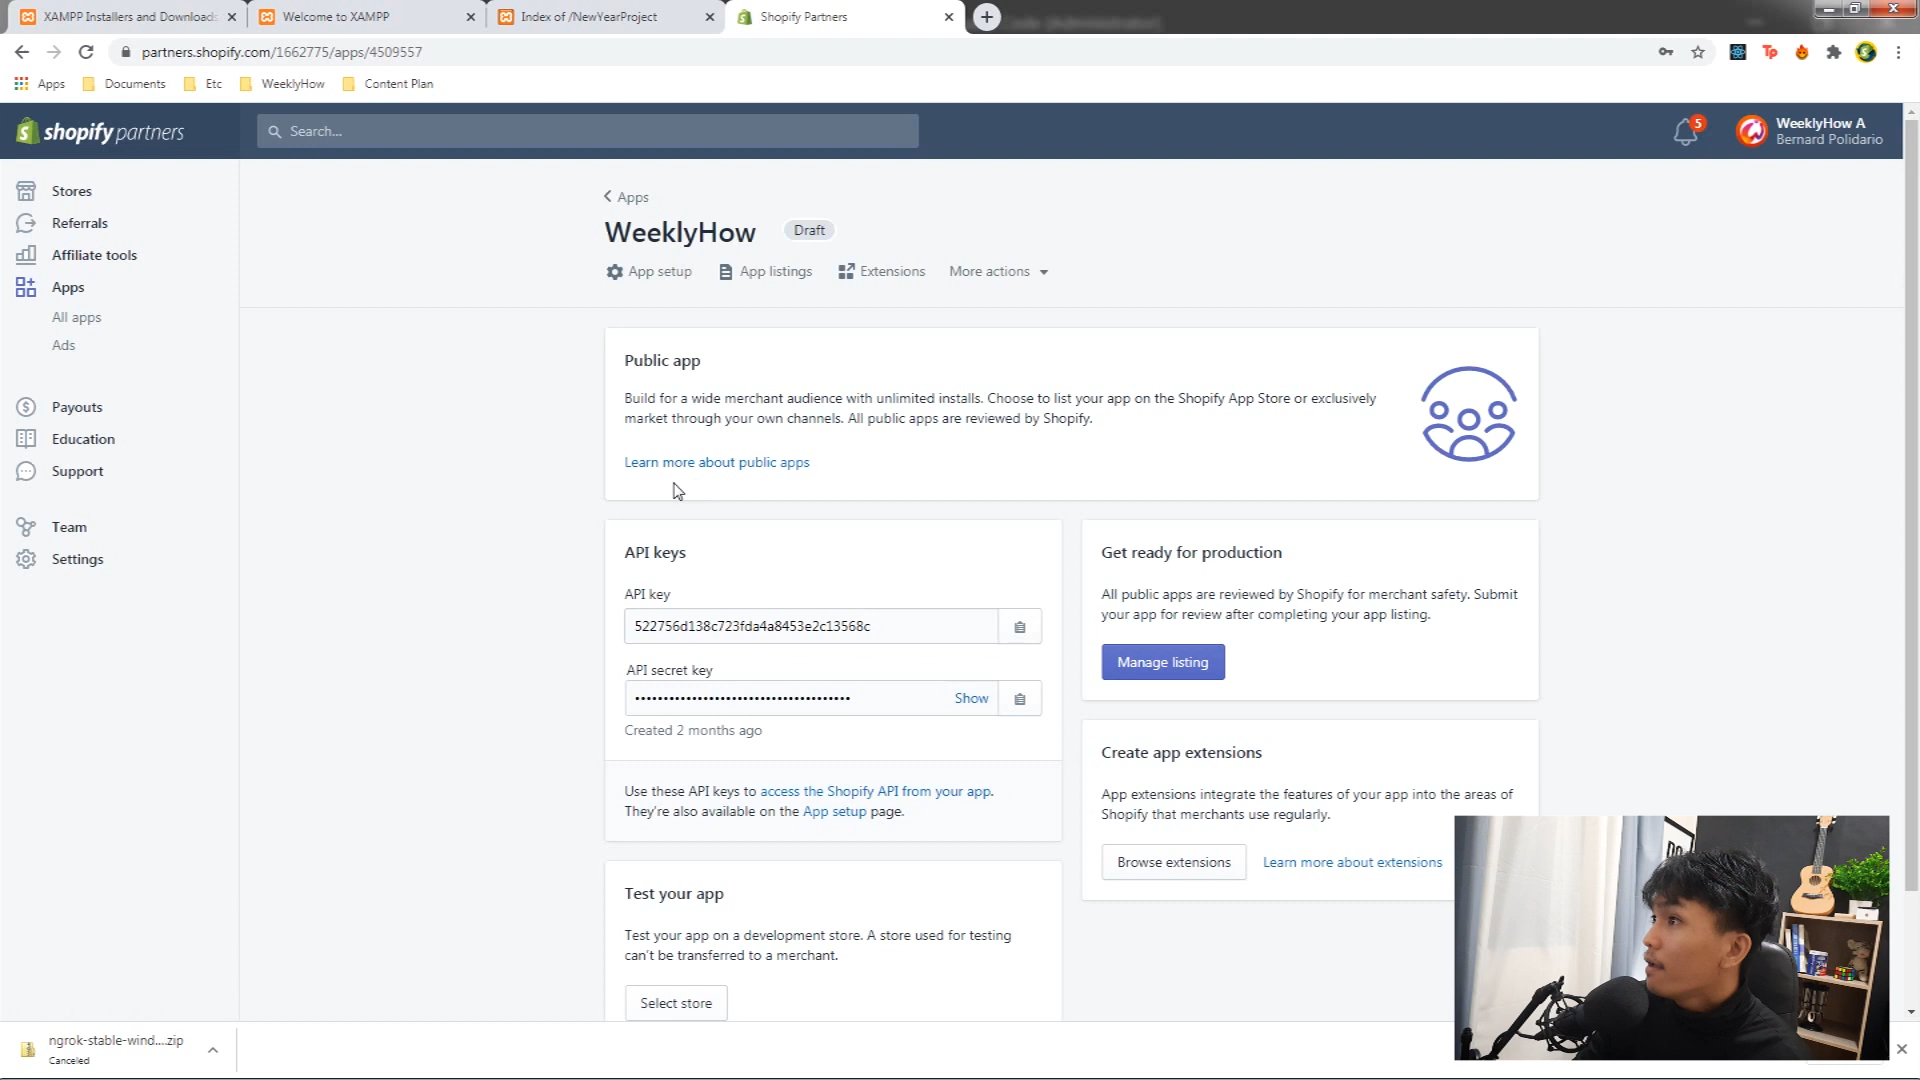 XAMPP Installers and Downloads
Welcome to XAMPP
Index of /NewYearProject
Shopify Partners
partners.shopify.com/1662775/apps/4509557
Apps
Documents
Etc
WeeklyHow
Content Plan
shopify partners
Search...
5
WeeklyHow A
Bernard Polidario
Stores
Referrals
Affiliate tools
Apps
All apps
Ads
Payouts
Education
Support
Team
Settings
Apps
WeeklyHow
Draft
App setup
App listings
Extensions
More actions
Public app
Build for a wide merchant audience with unlimited installs. Choose to list your app on the Shopify App Store or exclusively
market through your own channels. All public apps are reviewed by Shopify.
Learn more about public apps
API keys
API key
522756d138c723fda4a8453e2c13568c
API secret key
••••••••••••••••••••••••••••••••••••••
Show
Created 2 months ago
Use these API keys to access the Shopify API from your app.
They're also available on the App setup page.
Test your app
Test your app on a development store. A store used for testing
can't be transferred to a merchant.
Select store
Get ready for production
All public apps are reviewed by Shopify for merchant safety. Submit
your app for review after completing your app listing.
Manage listing
Create app extensions
App extensions integrate the features of your app into the areas of
Shopify that merchants use regularly.
Browse extensions
Learn more about extensions
ngrok-stable-wind....zip
Canceled